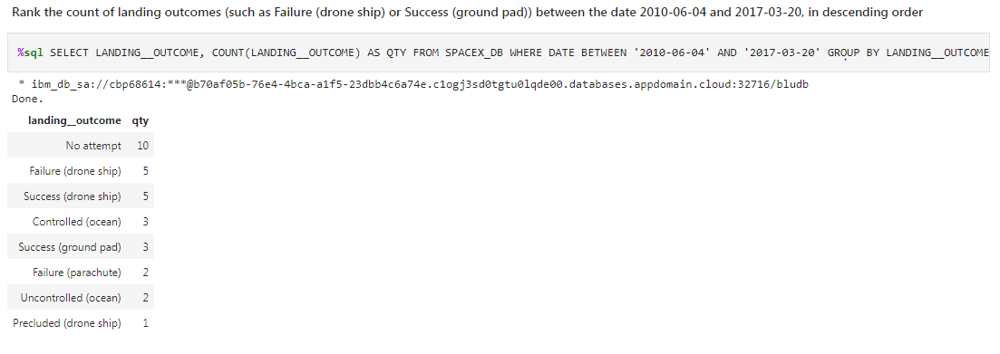 Rank the count of landing outcomes (such as Failure (drone ship) or Success (ground pad)) between the date 2010-06-04 and 2017-03-20, in descending order
%sql SELECT LANDING__OUTCOME, COUNT(LANDING__OUTCOME) AS QTY FROM SPACEX_DB WHERE DATE BETWEEN '2010-06-04' AND '2017-03-20' GROUP BY LANDING__OUTCOME
* ibm_db_sa://cbp68614:***@b70af05b-76e4-4bca-a1f5-23dbb4c6a74e.c1ogj3sd0tgtu0lqde00.databases.appdomain.cloud:32716/bludb
Done.
landing__outcome qty
No attempt 10
Failure (drone ship) 5
Success (drone ship) 5
Controlled (ocean) 3
Success (ground pad) 3
Failure (parachute) 2
Uncontrolled (ocean) 2
Precluded (drone ship) 1